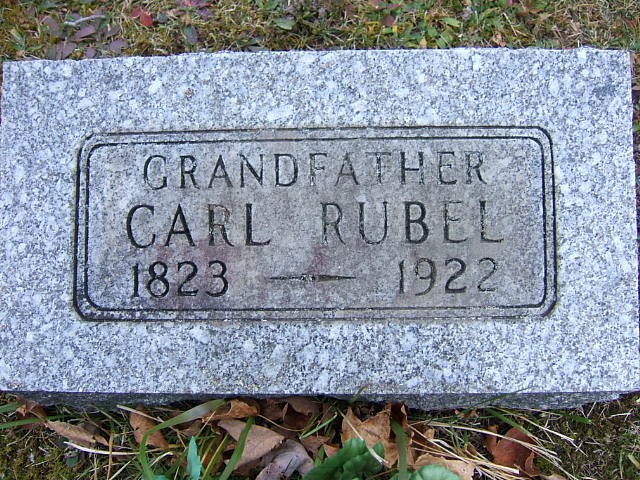 GRANDFATHER
CARL RUBEL
1823 — 1922